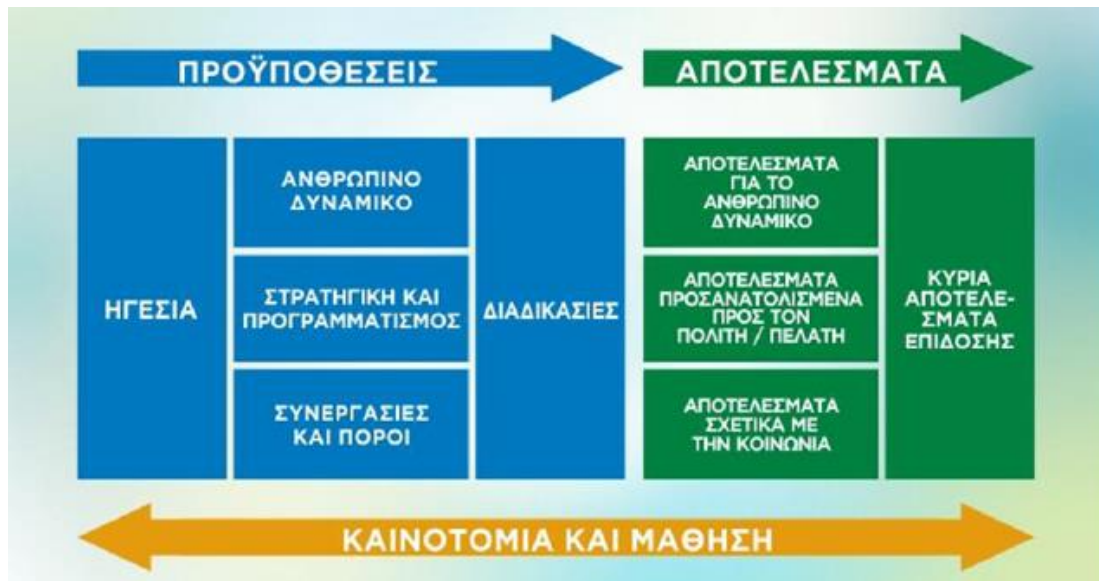 ΠΡΟΫΠΟΘΕΣΕΙΣ
ΑΠΟΤΕΛΕΣΜΑΤΑ
ΗΓΕΣΙΑ
ΑΝΘΡΩΠΙΝΟ
ΔΥΝΑΜΙΚΟ
ΣΤΡΑΤΗΓΙΚΗ ΚΑΙ
ΠΡΟΓΡΑΜΜΑΤΙΣΜΟΣ
ΣΥΝΕΡΓΑΣΙΕΣ
ΚΑΙ ΠΟΡΟΙ
ΔΙΑΔΙΚΑΣΙΕΣ
ΑΠΟΤΕΛΕΣΜΑΤΑ
ΓΙΑ ΤΟ
ΑΝΘΡΩΠΙΝΟ
ΔΥΝΑΜΙΚΟ
ΑΠΟΤΕΛΕΣΜΑΤΑ
ΠΡΟΣΑΝΑΤΟΛΙΣΜΕΝΑ
ΠΡΟΣ ΤΟΝ
ΠΟΛΙΤΗ / ΠΕΛΑΤΗ
ΑΠΟΤΕΛΕΣΜΑΤΑ
ΣΧΕΤΙΚΑ ΜΕ
ΤΗΝ ΚΟΙΝΩΝΙΑ
ΚΥΡΙΑ
ΑΠΟΤΕΛΕ-
ΣΜΑΤΑ
ΕΠΙΔΟΣΗΣ
ΚΑΙΝΟΤΟΜΙΑ ΚΑΙ ΜΑΘΗΣΗ